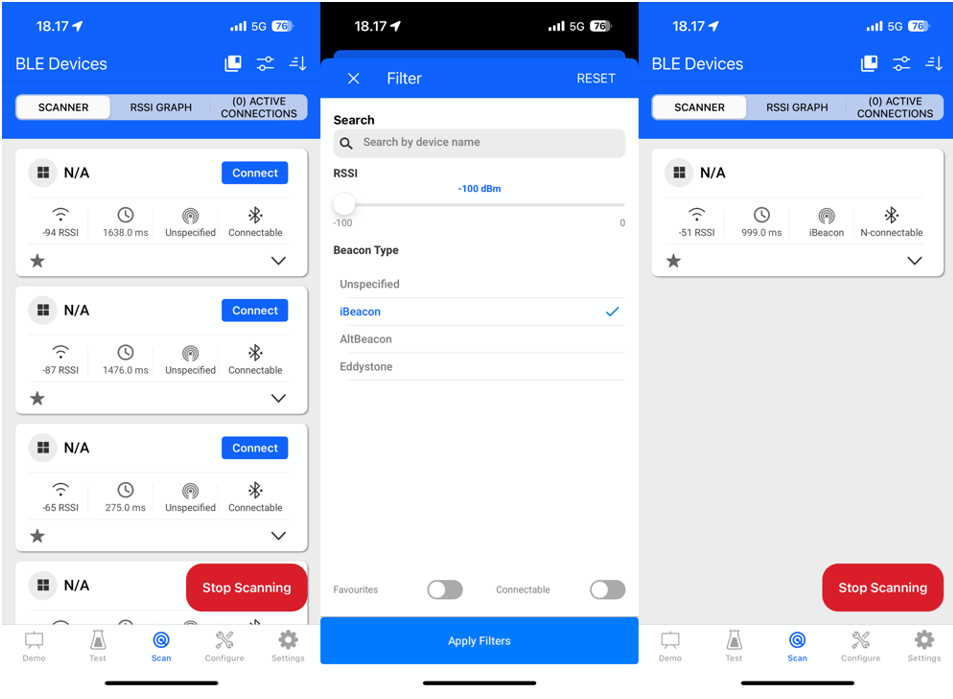 18.17
5G 76
BLE Devices
SCANNER
RSSI GRAPH
(0) ACTIVE
CONNECTIONS
N/A
Connect
-94 RSSI
1638.0 ms
Unspecified
Connectable
N/A
Connect
-87 RSSI
1476.0 ms
Unspecified
Connectable
N/A
Connect
-65 RSSI
275.0 ms
Unspecified
Connectable
N/A
Stop Scanning
Demo
Test
Scan
Configure
Settings
18.17
5G 76
Filter
RESET
Search
Search by device name
RSSI
-100 dBm
-100
0
Beacon Type
Unspecified
iBeacon
AltBeacon
Eddystone
Favourites
Connectable
Apply Filters
18.17
5G 76
BLE Devices
SCANNER
RSSI GRAPH
(0) ACTIVE
CONNECTIONS
N/A
-51 RSSI
999.0 ms
iBeacon
N-connectable
Stop Scanning
Demo
Test
Scan
Configure
Settings